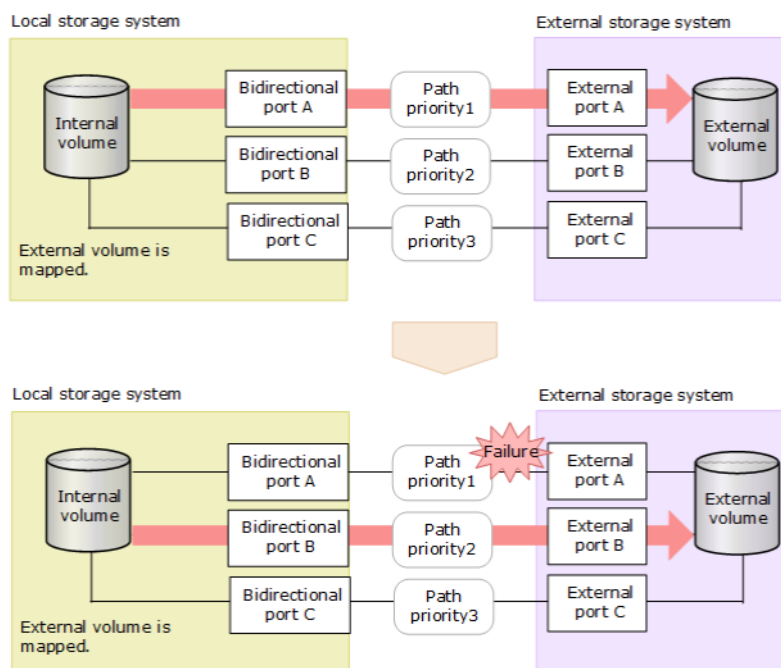 Local storage system
External storage system
Bidirectional
port A
Path
priority1
External
port A
Internal
volume
External
volume
Bidirectional
port B
Path
priority2
External
port B
Bidirectional
port C
Path
priority3
External
port C
External volume is
mapped.
Local storage system
External storage system
Failure
Bidirectional
port A
Path
priority1
External
port A
Internal
volume
External
volume
Bidirectional
port B
Path
priority2
External
port B
Bidirectional
port C
Path
priority3
External
port C
External volume is
mapped.